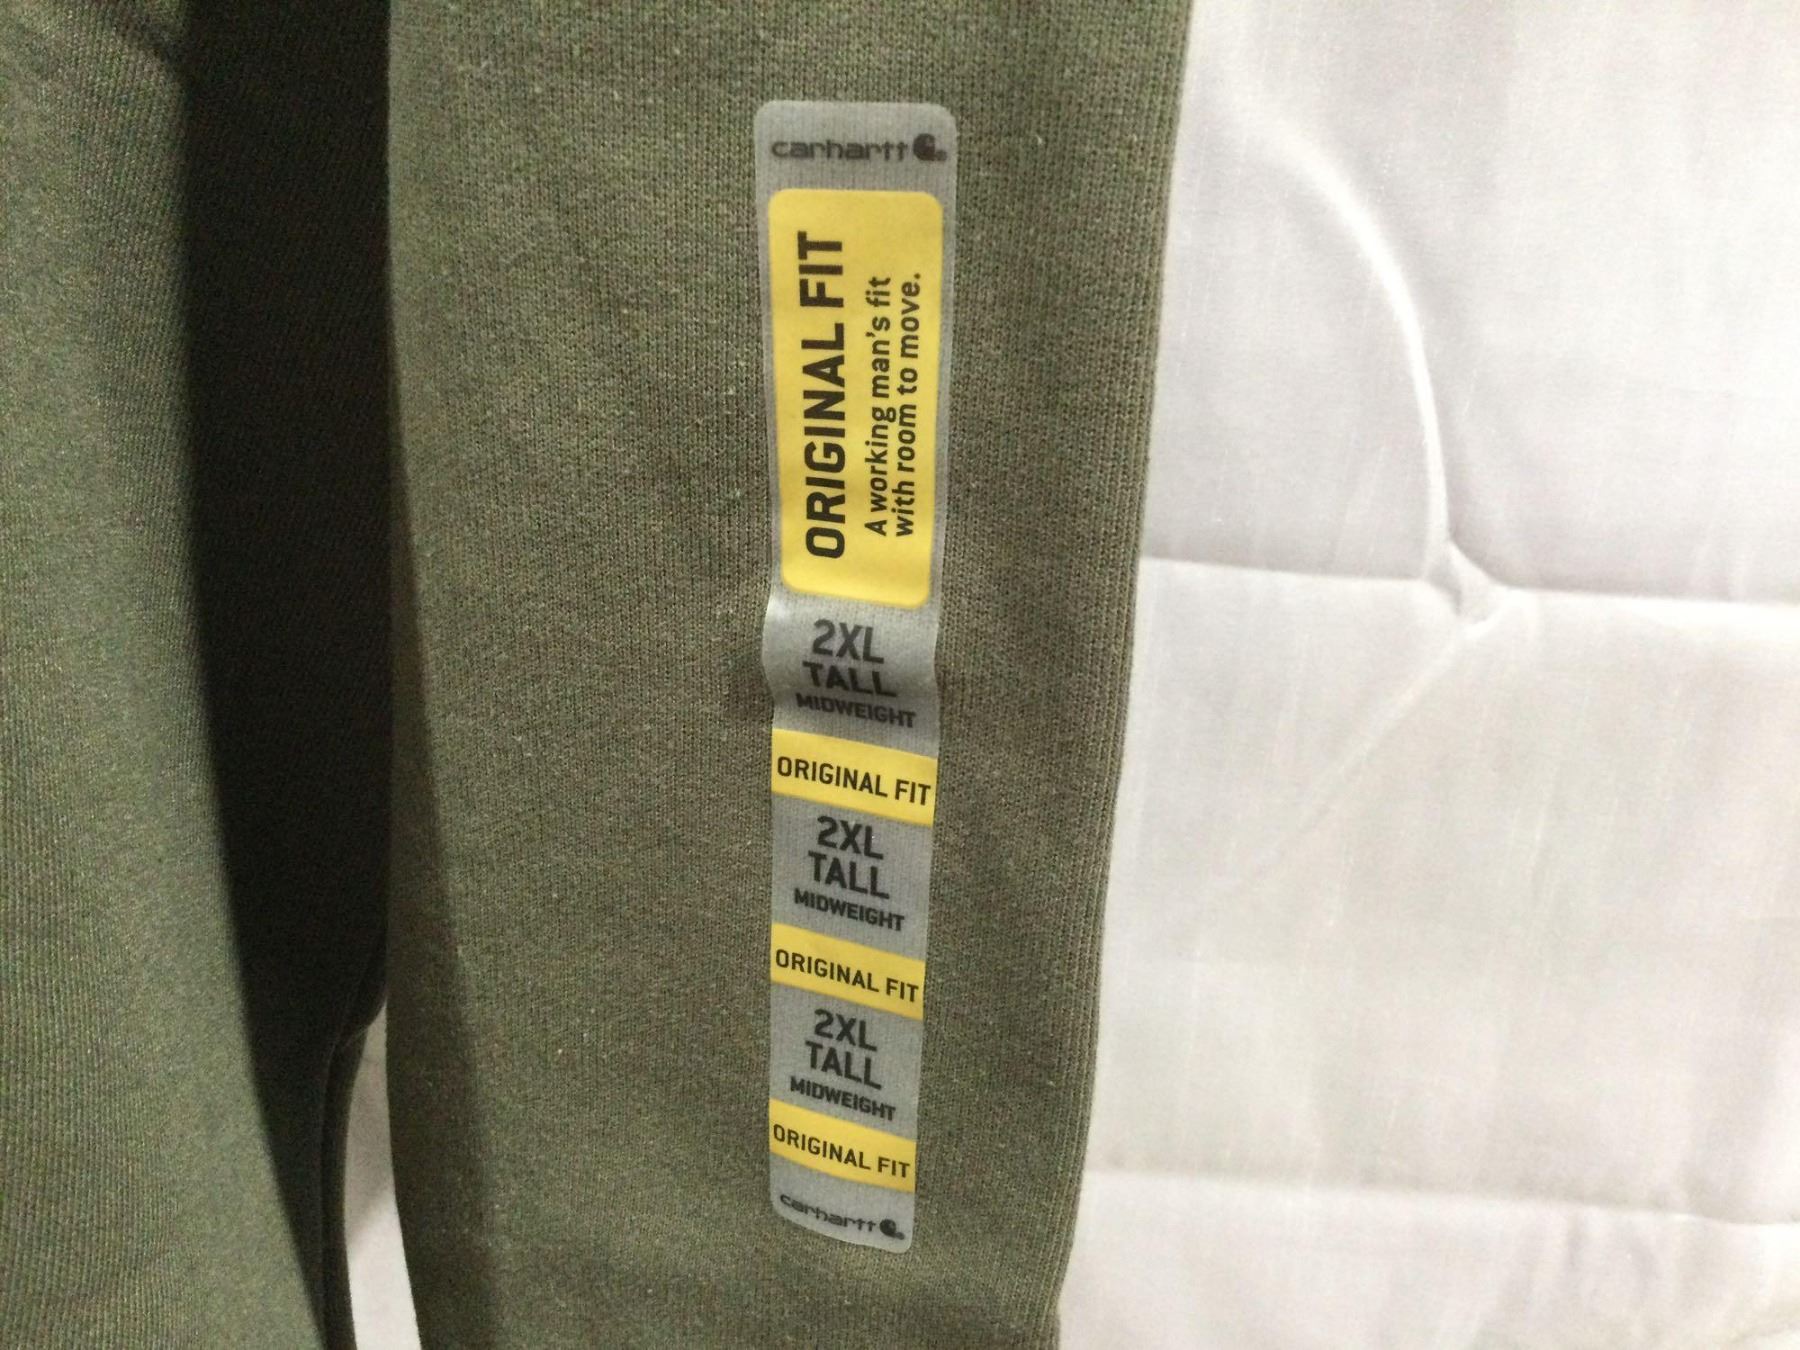 carhartt
ORIGINAL FIT
A working man's fit
with room to move.
2XL
TALL
MIDWEIGHT
ORIGINAL FIT
2XL
TALL
MIDWEIGHT
ORIGINAL FIT
2XL
TALL
MIDWEIGHT
ORIGINAL FIT
carhartt